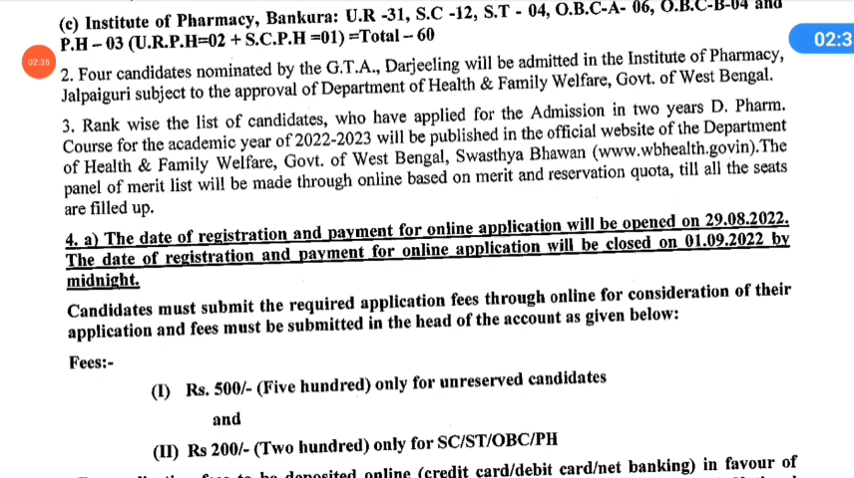 (c) Institute of Pharmacy, Bankura: U.R -31, S.C -12, S.T - 04, O.B.C-A- 06, O.B.C-B-04 and
P.H – 03 (U.R.P.H=02 + S.C.P.H =01) =Total – 60
02:3
02:35
2. Four candidates nominated by the G.T.A., Darjeeling will be admitted in the Institute of Pharmacy,
Jalpaiguri subject to the approval of Department of Health & Family Welfare, Govt. of West Bengal.
3. Rank wise the list of candidates, who have applied for the Admission in two years D. Pharm.
Course for the academic year of 2022-2023 will be published in the official website of the Department
of Health & Family Welfare, Govt. of West Bengal, Swasthya Bhawan (www.wbhealth.govin).The
panel of merit list will be made through online based on merit and reservation quota, till all the seats
are filled up.
4. a) The date of registration and payment for online application will be opened on 29.08.2022.
The date of registration and payment for online application will be closed on 01.09.2022 by
midnight.
Candidates must submit the required application fees through online for consideration of their
application and fees must be submitted in the head of the account as given below:
Fees:-
(I) Rs. 500/- (Five hundred) only for unreserved candidates
and
(II) Rs 200/- (Two hundred) only for SC/ST/OBC/PH
to be deposited online (credit card/debit card/net banking) in favour of